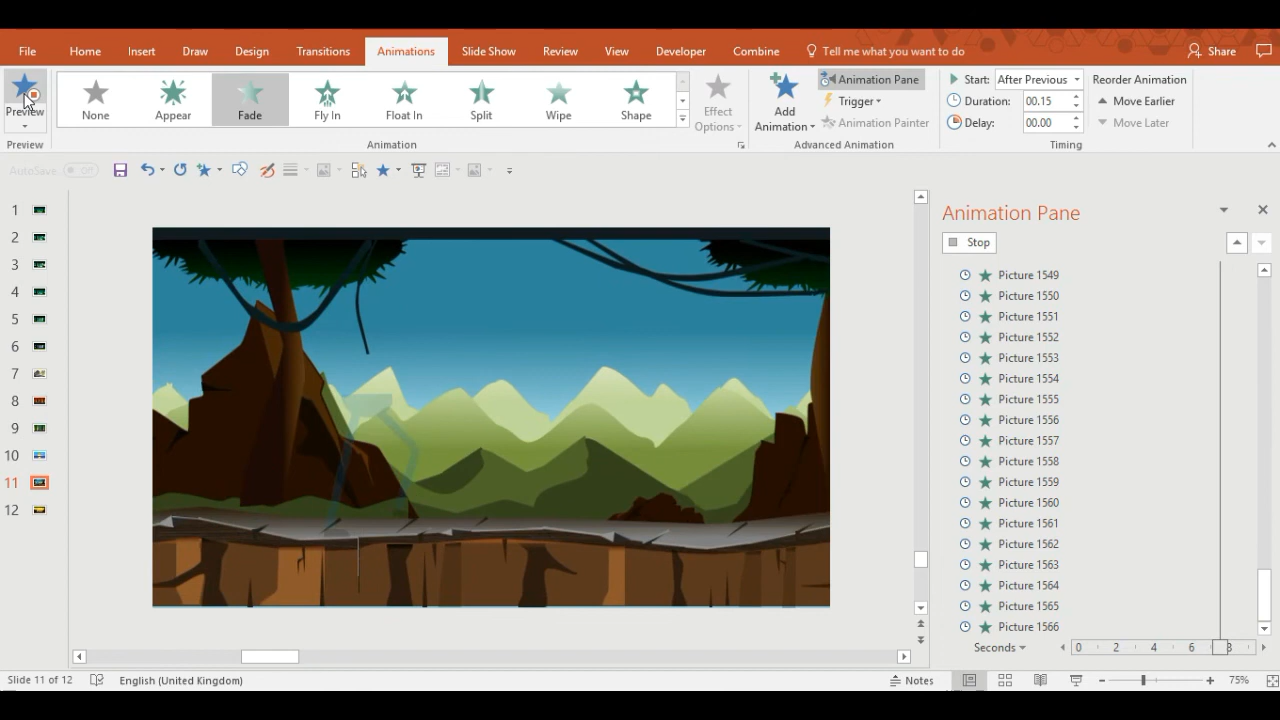 File Home Insert Draw Design Transitions Animations Slide Show Review View Developer Combine Tell me what you want to do Share
Preview None Appear Fade Fly In Float In Split Wipe Shape Effect Options Add Animation Animation Pane Trigger Animation Painter Start: After Previous Duration: 00.15 Delay: 00.00 Reorder Animation Move Earlier Move Later
Preview Animation Advanced Animation Timing
AutoSave Off
1
2
3
4
5
6
7
8
9
10
11
12
Animation Pane
Stop
Picture 1549
Picture 1550
Picture 1551
Picture 1552
Picture 1553
Picture 1554
Picture 1555
Picture 1556
Picture 1557
Picture 1558
Picture 1559
Picture 1560
Picture 1561
Picture 1562
Picture 1563
Picture 1564
Picture 1565
Picture 1566
Seconds 0 2 4 6 8
Slide 11 of 12 English (United Kingdom) Notes 75%